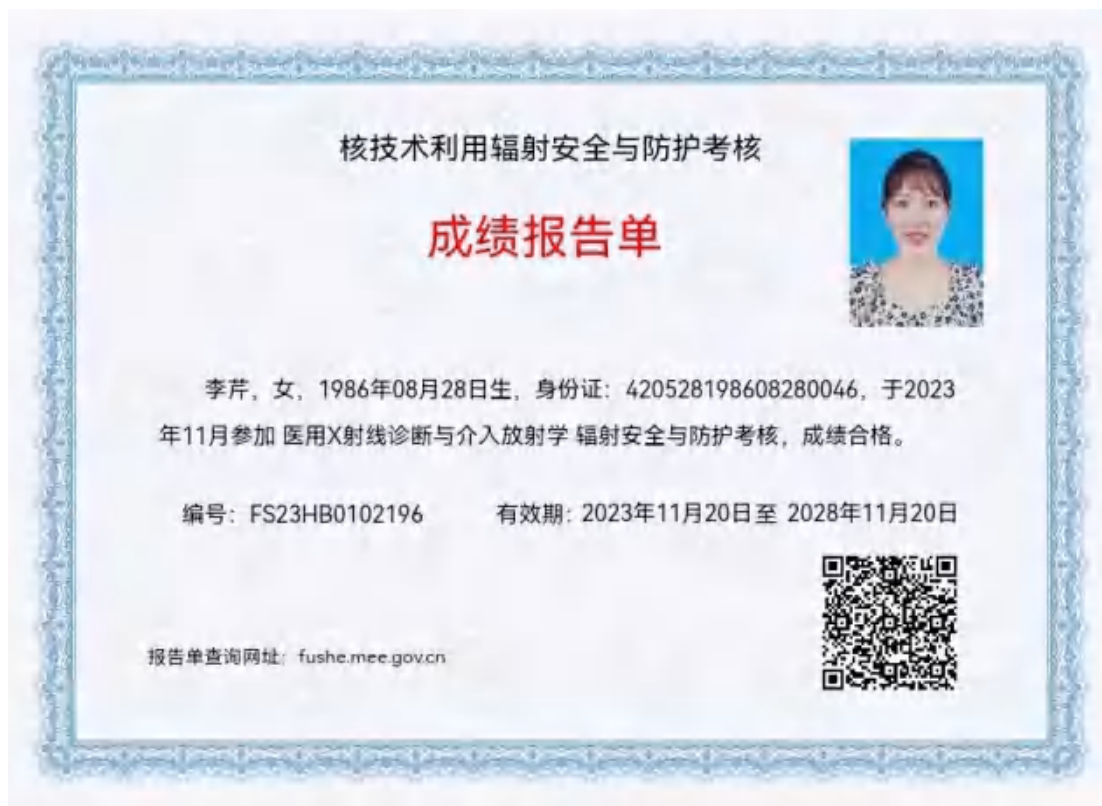 核技术利用辐射安全与防护考核
成绩报告单
李芹，女，1986年08月28日生，身份证：420528198608280046，于2023
年11月参加 医用X射线诊断与介入放射学 辐射安全与防护考核，成绩合格。
编号：FS23HB0102196 有效期：2023年11月20日至 2028年11月20日
报告单查询网址：fushe.mee.gov.cn